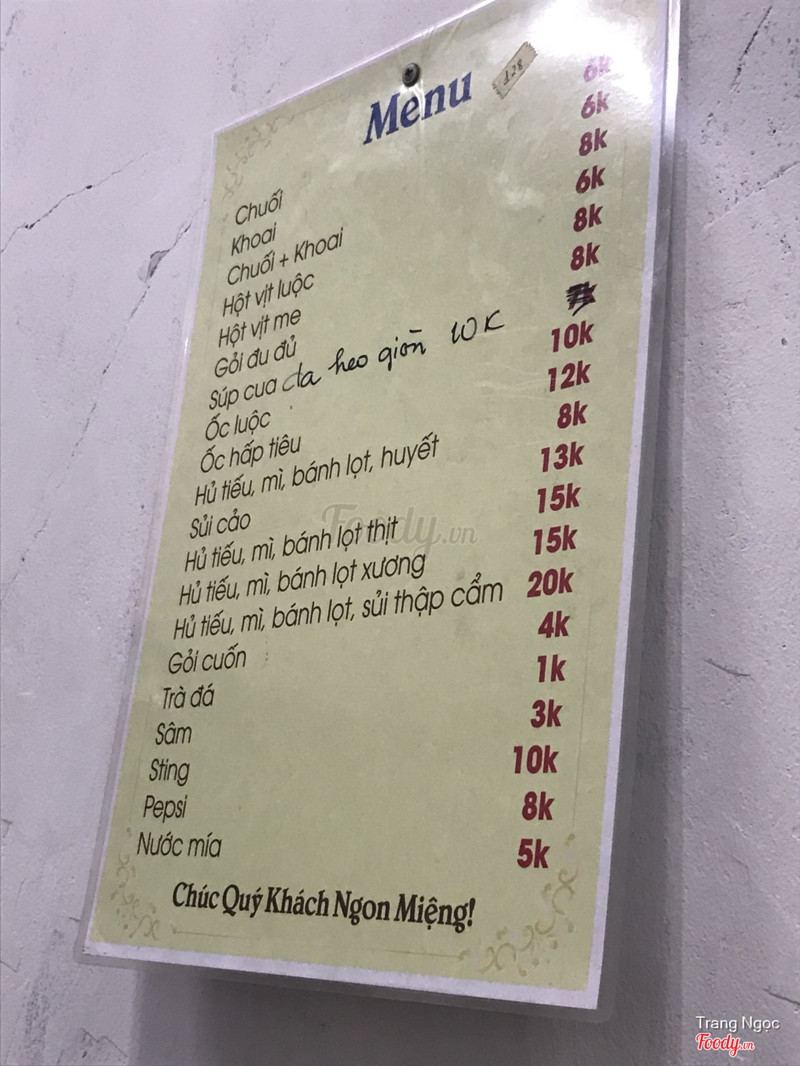 Menu
128
Chuối 6k
Khoai 6k
Chuối + Khoai 8k
Hột vịt luộc 6k
Hột vịt me 8k
Gỏi đu đủ 8k
Súp cua da heo giòn 10K
Ốc luộc 10k
Ốc hấp tiêu 12k
Hủ tiếu, mì, bánh lọt, huyết 8k
Sủi cảo 13k
Hủ tiếu, mì, bánh lọt thịt 15k
Hủ tiếu, mì, bánh lọt xương 15k
Hủ tiếu, mì, bánh lọt, sủi thập cẩm 20k
Gỏi cuốn 4k
Trà đá 1k
Sâm 3k
Sting 10k
Pepsi 8k
Nước mía 5k
Chúc Quý Khách Ngon Miệng!
Foody.vn
Trang Ngọc
Foody.vn